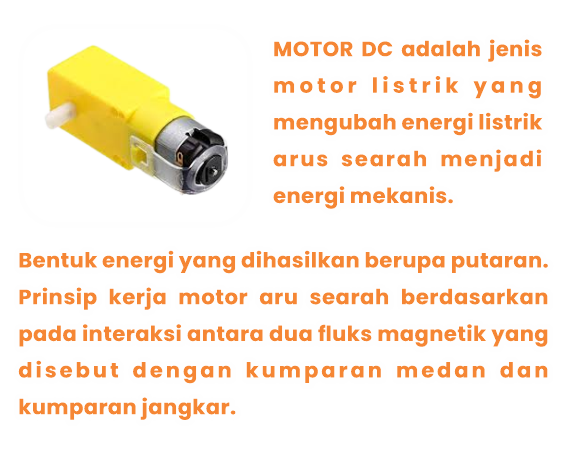 MOTOR DC adalah jenis
motor listrik yang
mengubah energi listrik
arus searah menjadi
energi mekanis.
Bentuk energi yang dihasilkan berupa putaran.
Prinsip kerja motor aru searah berdasarkan
pada interaksi antara dua fluks magnetik yang
disebut dengan kumparan medan dan
kumparan jangkar.